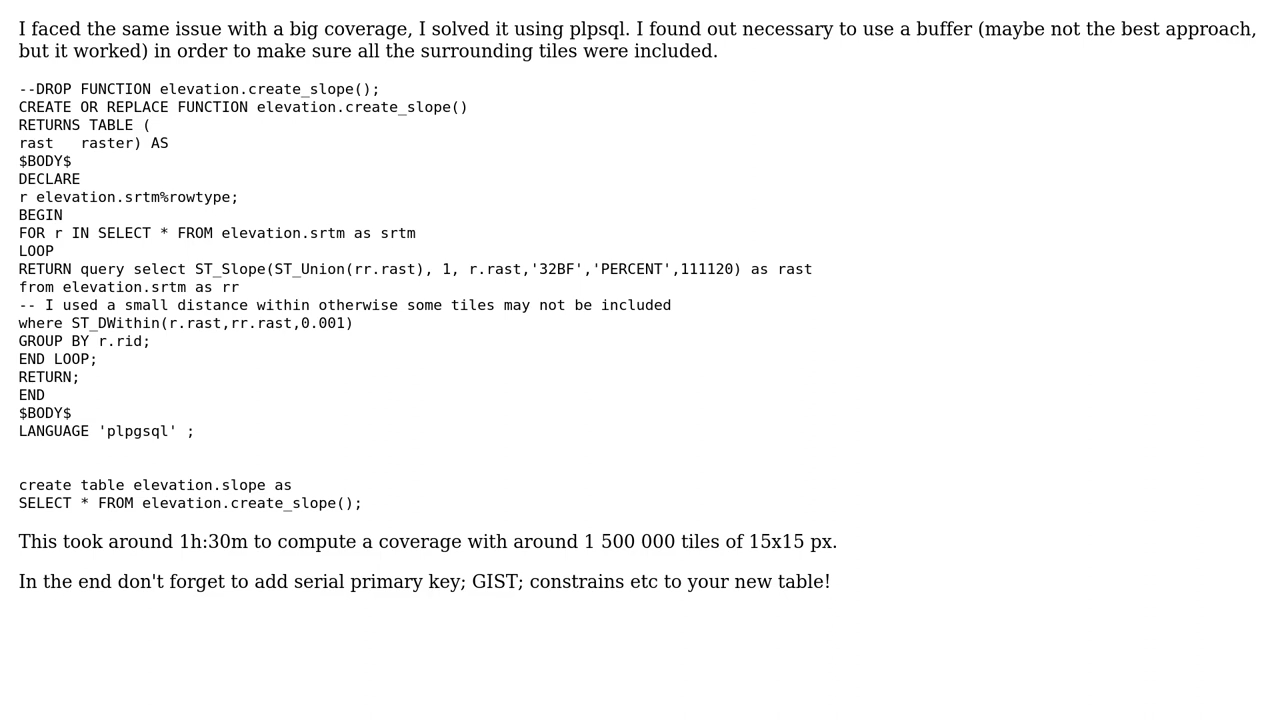 I faced the same issue with a big coverage, I solved it using plpsql. I found out necessary to use a buffer (maybe not the best approach,
but it worked) in order to make sure all the surrounding tiles were included.
--DROP FUNCTION elevation.create_slope();
CREATE OR REPLACE FUNCTION elevation.create_slope()
RETURNS TABLE (
rast   raster) AS
$BODY$
DECLARE
r elevation.srtm%rowtype;
BEGIN
FOR r IN SELECT * FROM elevation.srtm as srtm
LOOP
RETURN query select ST_Slope(ST_Union(rr.rast), 1, r.rast,'32BF','PERCENT',111120) as rast
from elevation.srtm as rr
-- I used a small distance within otherwise some tiles may not be included
where ST_DWithin(r.rast,rr.rast,0.001)
GROUP BY r.rid;
END LOOP;
RETURN;
END
$BODY$
LANGUAGE 'plpgsql' ;
create table elevation.slope as
SELECT * FROM elevation.create_slope();
This took around 1h:30m to compute a coverage with around 1 500 000 tiles of 15x15 px.
In the end don't forget to add serial primary key; GIST; constrains etc to your new table!